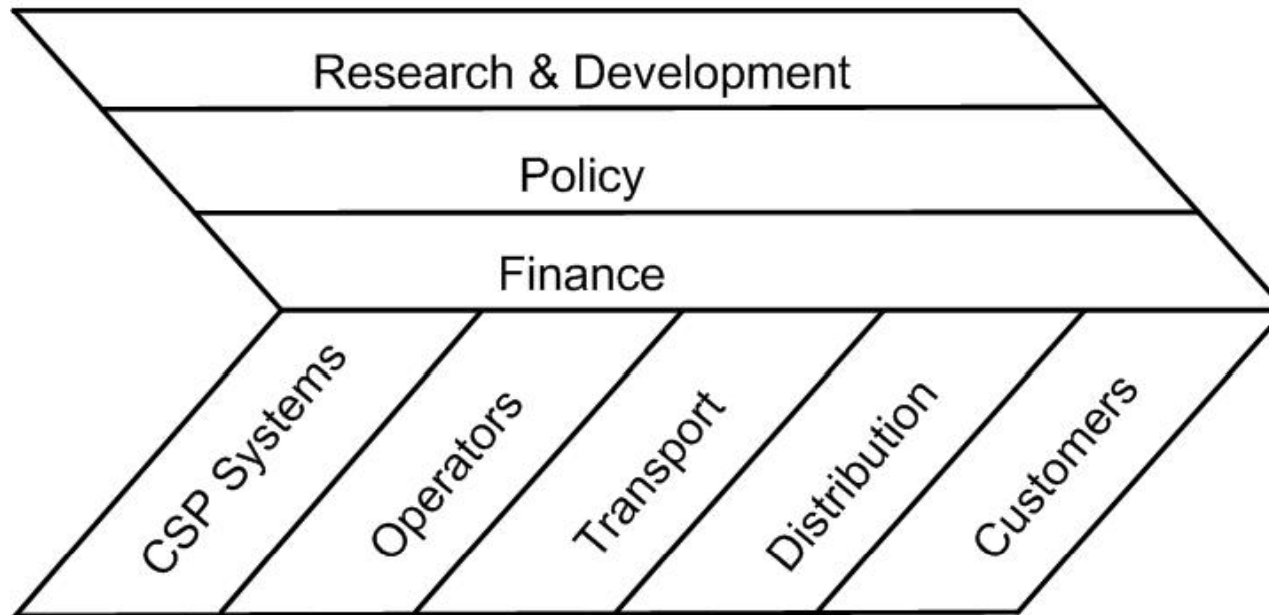 Research & Development
Policy
Finance
CSP Systems
Operators
Transport
Distribution
Customers